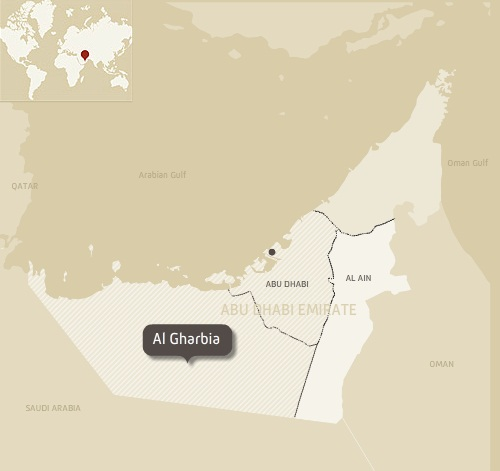 Oman Gulf
Arabian Gulf
QATAR
AL AIN
ABU DHABI
ABU DHABI EMIRATE
Al Gharbia
OMAN
SAUDI ARABIA